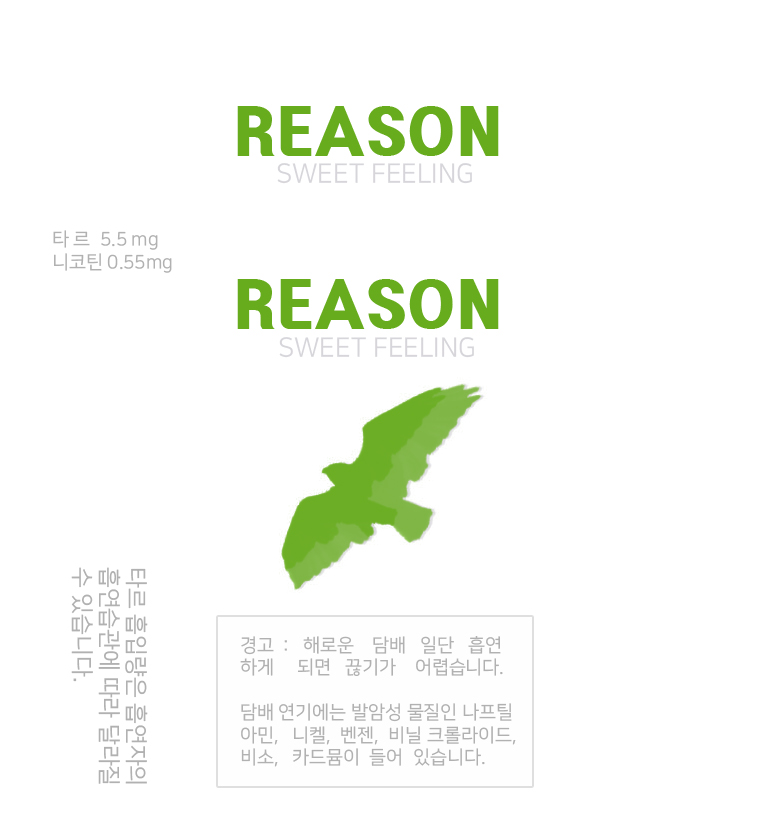 REASON
SWEET FEELING
타르 5.5mg
니코틴 0.55mg
REASON
SWEET FEELING
타르 흡입량은 흡연자의
흡연습관에 따라 달라질
수 있습니다.
경고 : 해로운 담배 일단 흡연
하게 되면 끊기가 어렵습니다.
담배 연기에는 발암성 물질인 나프틸
아민, 니켈, 벤젠, 비닐 크롤라이드,
비소, 카드뮴이 들어 있습니다.